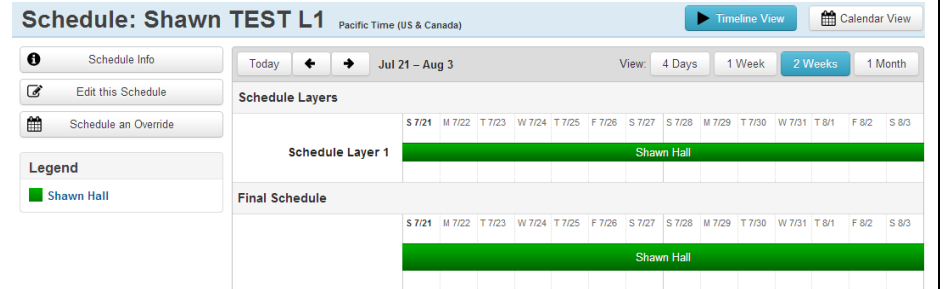 Schedule: Shawn TEST L1 Pacific Time (US & Canada) Timeline View Calendar View
Schedule Info
Edit this Schedule
Schedule an Override
Legend
Shawn Hall
Today Jul 21 – Aug 3 View: 4 Days 1 Week 2 Weeks 1 Month
Schedule Layers
S 7/21 M 7/22 T 7/23 W 7/24 T 7/25 F 7/26 S 7/27 S 7/28 M 7/29 T 7/30 W 7/31 T 8/1 F 8/2 S 8/3
Schedule Layer 1 Shawn Hall
Final Schedule
S 7/21 M 7/22 T 7/23 W 7/24 T 7/25 F 7/26 S 7/27 S 7/28 M 7/29 T 7/30 W 7/31 T 8/1 F 8/2 S 8/3
Shawn Hall